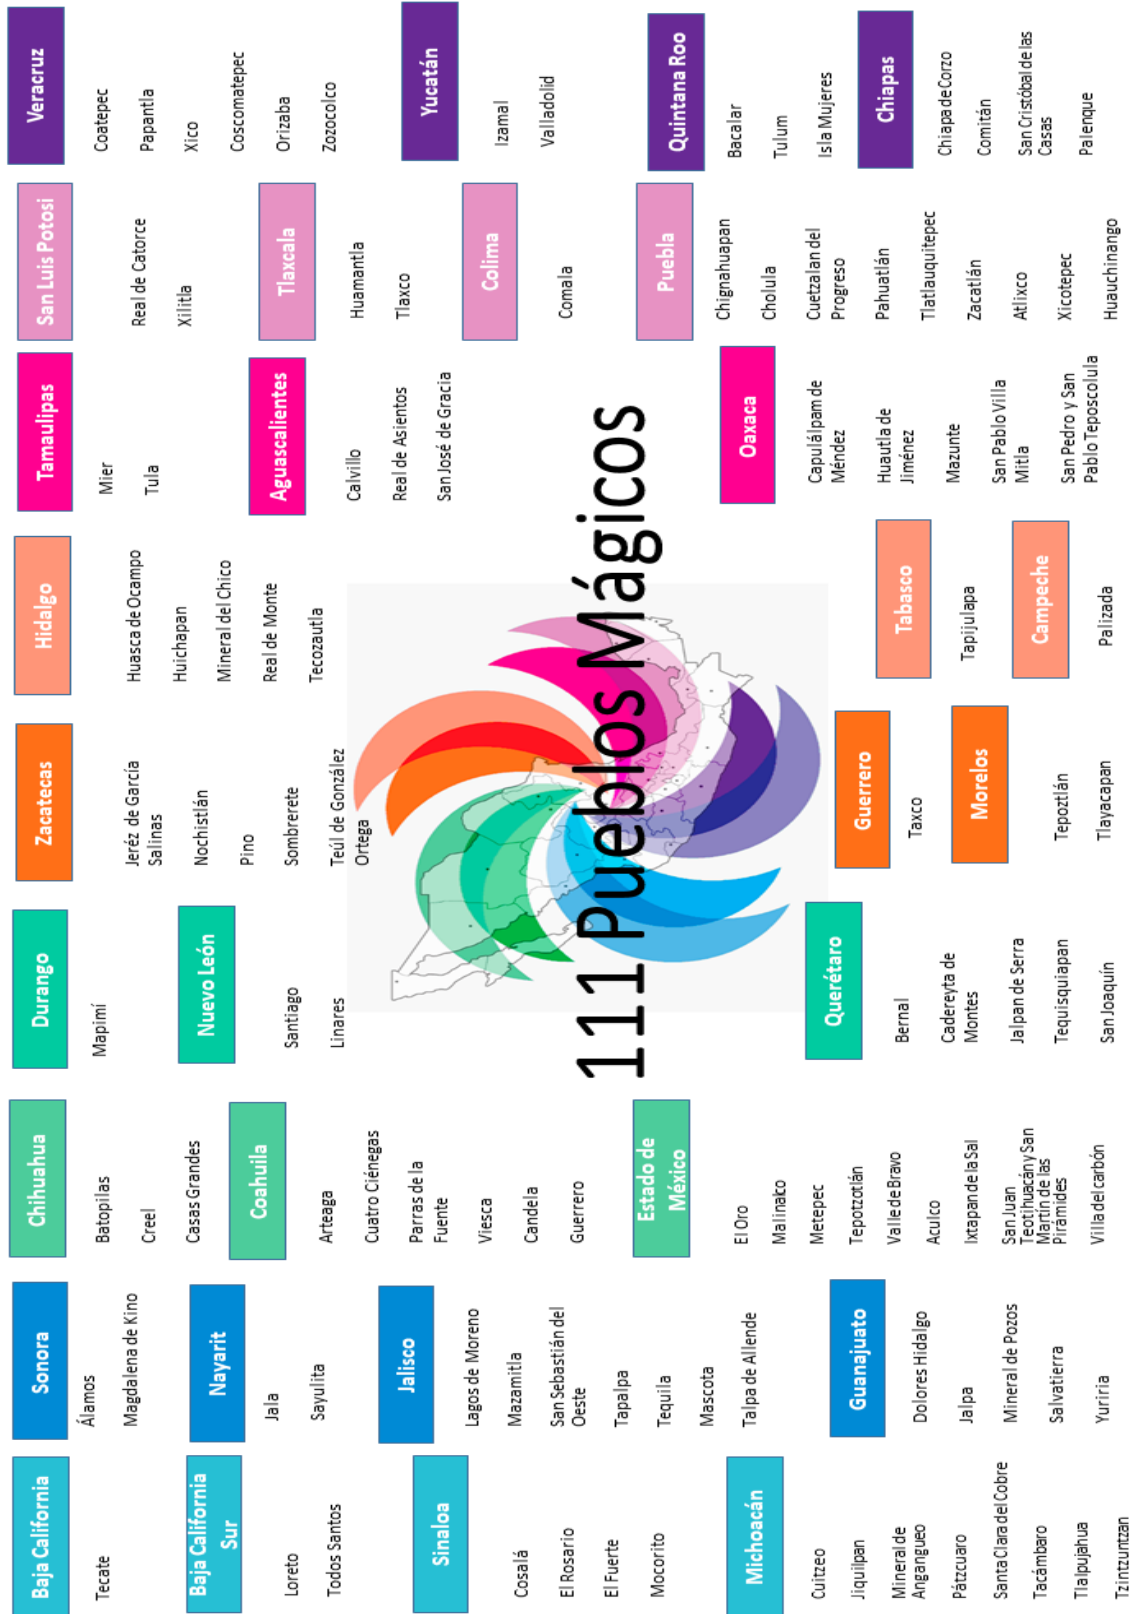 Baja California
Tecate
Baja California
Sur
Loreto
Todos Santos
Sinaloa
Cosalá
El Rosario
El Fuerte
Mocorito
Michoacán
Cuitzeo
Jiquilpan
Mineral de
Angangueo
Pátzcuaro
Santa Clara del Cobre
Tacámbaro
Tlalpujahua
Tzintzuntzan
Sonora
Álamos
Magdalena de Kino
Nayarit
Jala
Sayulita
Jalisco
Lagos de Moreno
Mazamitla
San Sebastián del
Oeste
Tapalpa
Tequila
Mascota
Talpa de Allende
Guanajuato
Dolores Hidalgo
Jalpa
Mineral de Pozos
Salvatierra
Yuriria
Chihuahua
Batopilas
Creel
Casas Grandes
Coahuila
Arteaga
Cuatro Ciénegas
Parras de la
Fuente
Viesca
Candela
Guerrero
Estado de
México
El Oro
Malinalco
Metepec
Tepotzotlán
Valle de Bravo
Aculco
Ixtapan de la Sal
San Juan
Teotihuacán y San
Martín de las
Pirámides
Villa del carbón
Durango
Mapimí
Nuevo León
Santiago
Linares
Querétaro
Bernal
Cadereyta de
Montes
Jalpan de Serra
Tequisquiapan
San Joaquín
Zacatecas
Jeréz de García
Salinas
Nochistlán
Pino
Sombrerete
Teúl de González
Ortega
111 Pueblos Mágicos
Guerrero
Taxco
Morelos
Tepoztlán
Tlayacapan
Hidalgo
Huasca de Ocampo
Huichapan
Mineral del Chico
Real de Monte
Tecozautla
Tabasco
Tapijulapa
Campeche
Palizada
Tamaulipas
Mier
Tula
Aguascalientes
Calvillo
Real de Asientos
San José de Gracia
Oaxaca
Capulálpam de
Méndez
Huautla de
Jiménez
Mazunte
San Pablo Villa
Mitla
San Pedro y San
Pablo Teposcolula
San Luis Potosi
Real de Catorce
Xilitla
Tlaxcala
Huamantla
Tlaxco
Colima
Comala
Puebla
Chignahuapan
Cholula
Cuetzalan del
Progreso
Pahuatlán
Tlatlauquitepec
Zacatlán
Atlixco
Xicotepec
Huauchinango
Veracruz
Coatepec
Papantla
Xico
Coscomatepec
Orizaba
Zozocolco
Yucatán
Izamal
Valladolid
Quintana Roo
Bacalar
Tulum
Isla Mujeres
Chiapas
Chiapa de Corzo
Comitán
San Cristóbal de las
Casas
Palenque